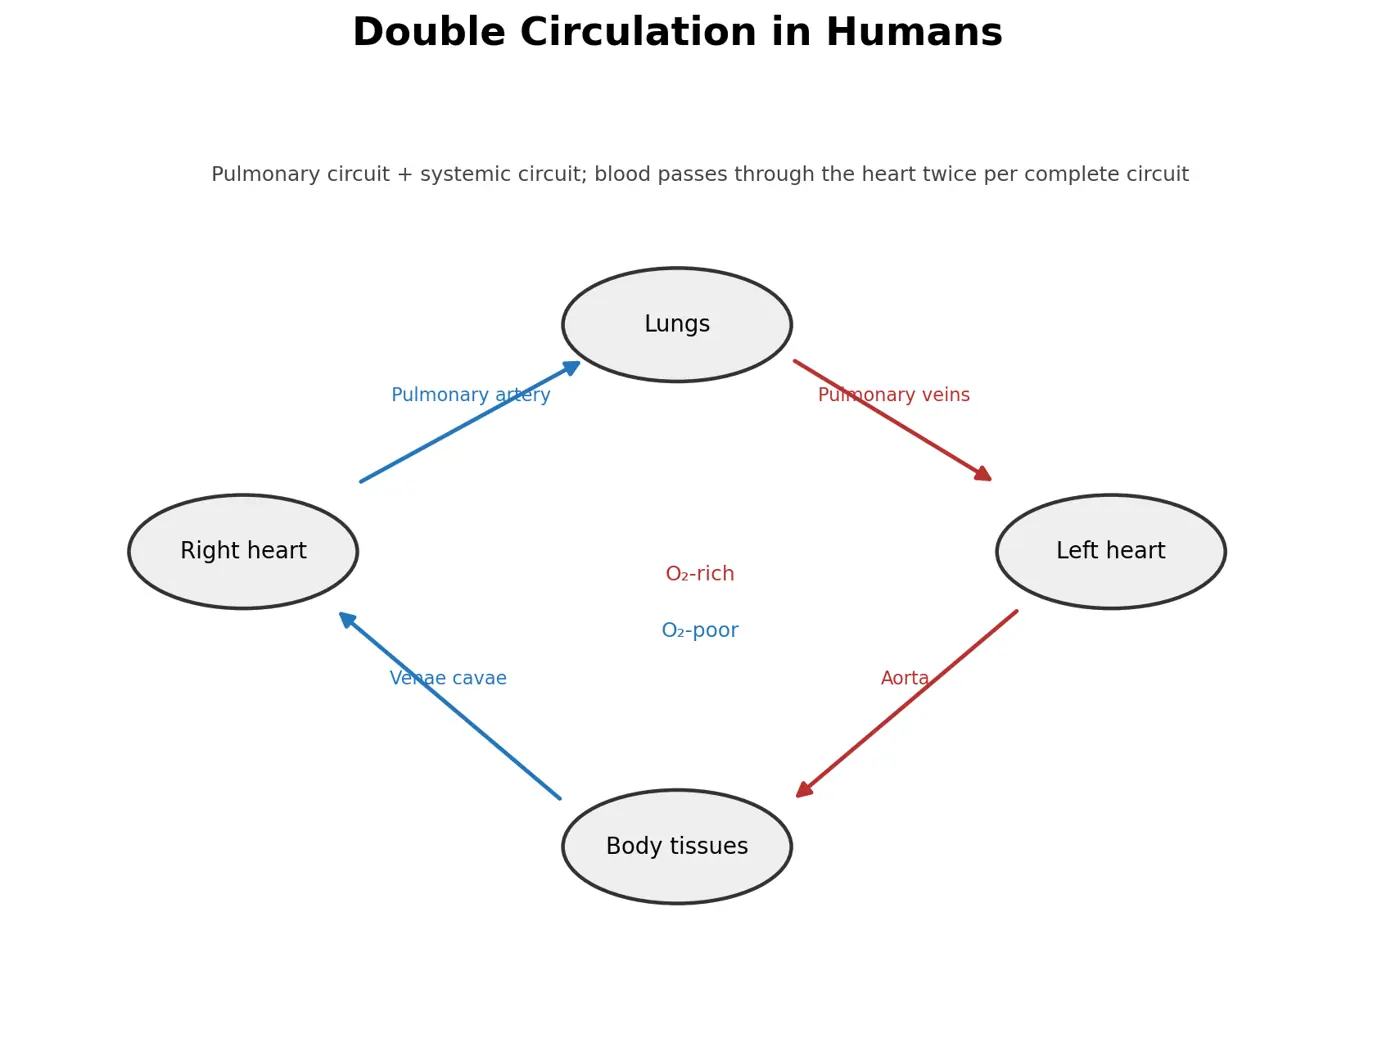 Double Circulation in Humans
Pulmonary circuit + systemic circuit; blood passes through the heart twice per complete circuit
Lungs
Pulmonary artery
Pulmonary veins
Right heart
Left heart
O₂-rich
O₂-poor
Venae cavae
Aorta
Body tissues